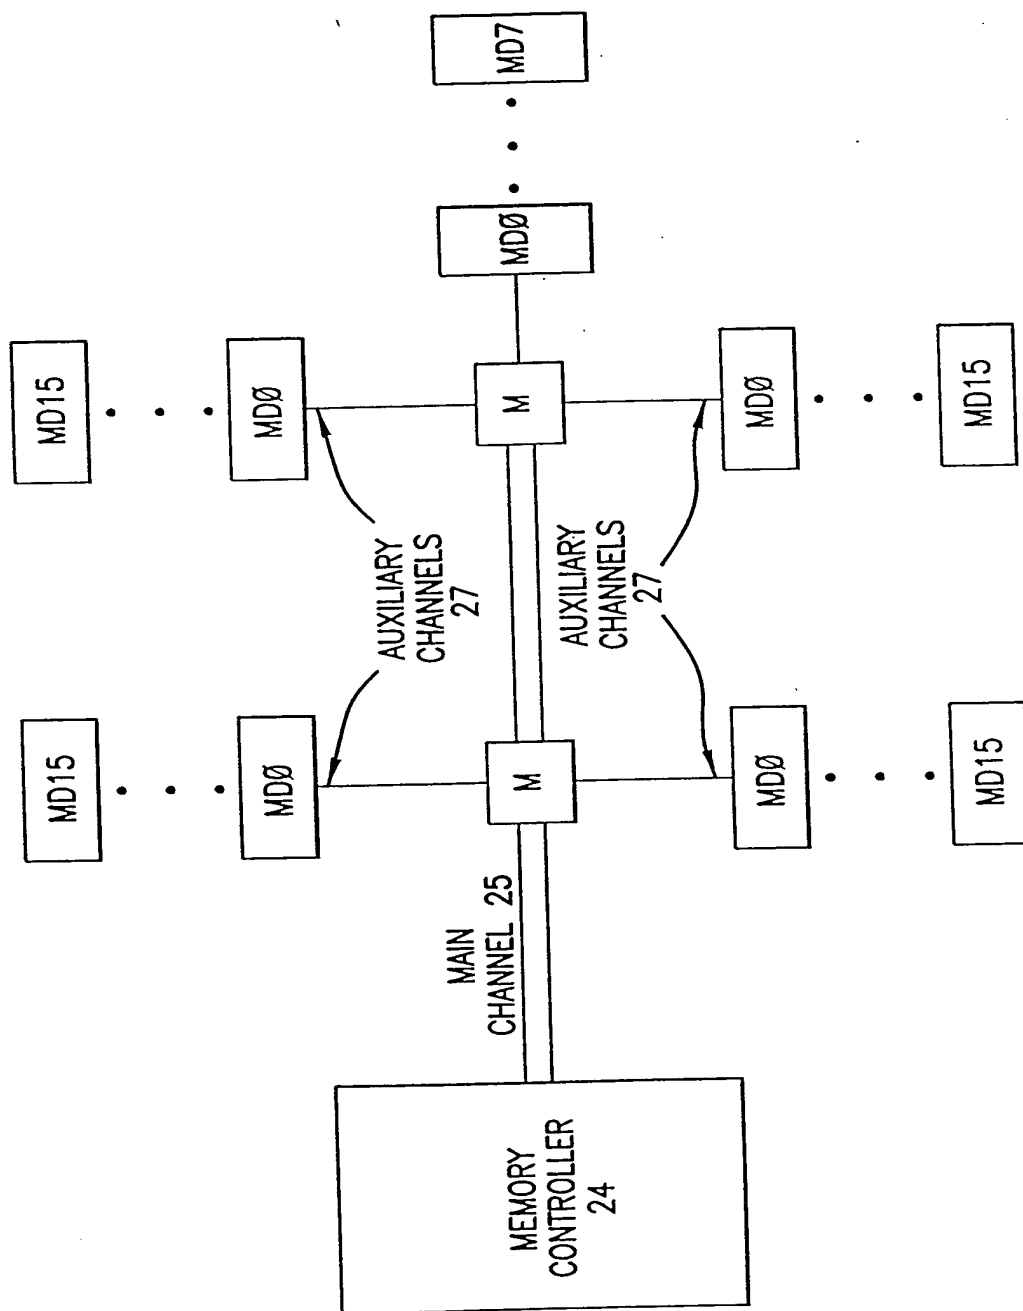 MD15
MD15
MDØ
MDØ
AUXILIARY
CHANNELS
27
MAIN
CHANNEL 25
MEMORY
CONTROLLER
24
M
M
MDØ
MD7
AUXILIARY
CHANNELS
27
MDØ
MDØ
MD15
MD15